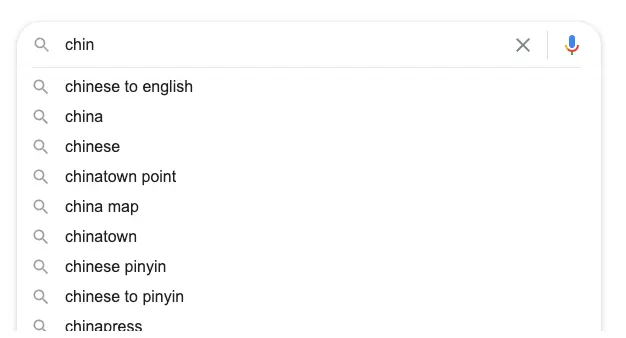 chin
chinese to english
china
chinese
chinatown point
china map
chinatown
chinese pinyin
chinese to pinyin
chinapress